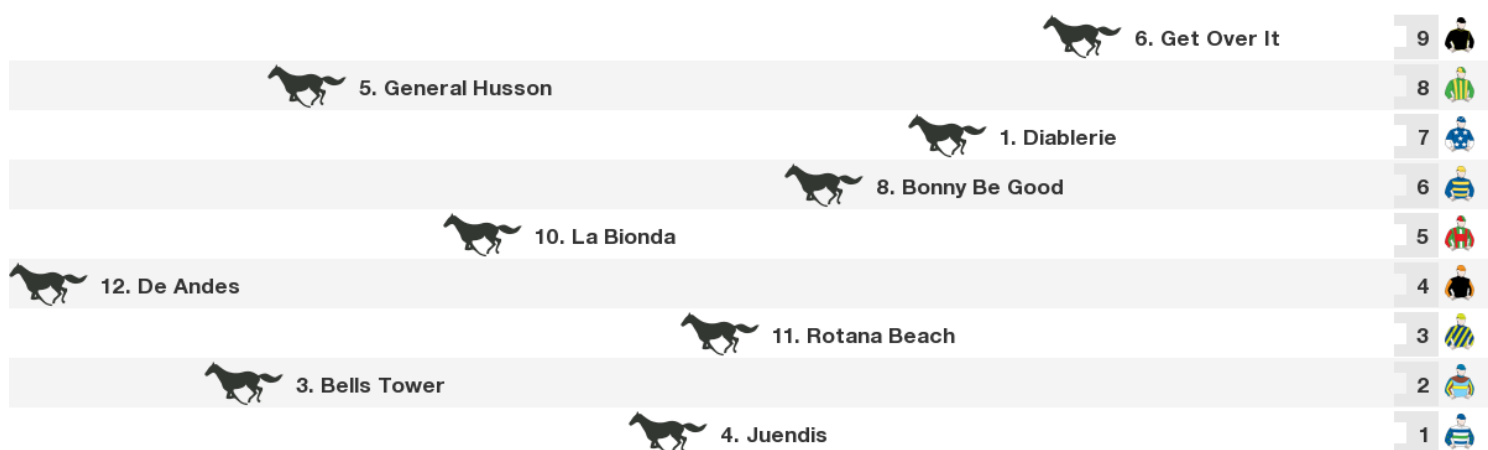 6. Get Over It 9
5. General Husson 8
1. Diablerie 7
8. Bonny Be Good 6
10. La Bionda 5
12. De Andes 4
11. Rotana Beach 3
3. Bells Tower 2
4. Juendis 1